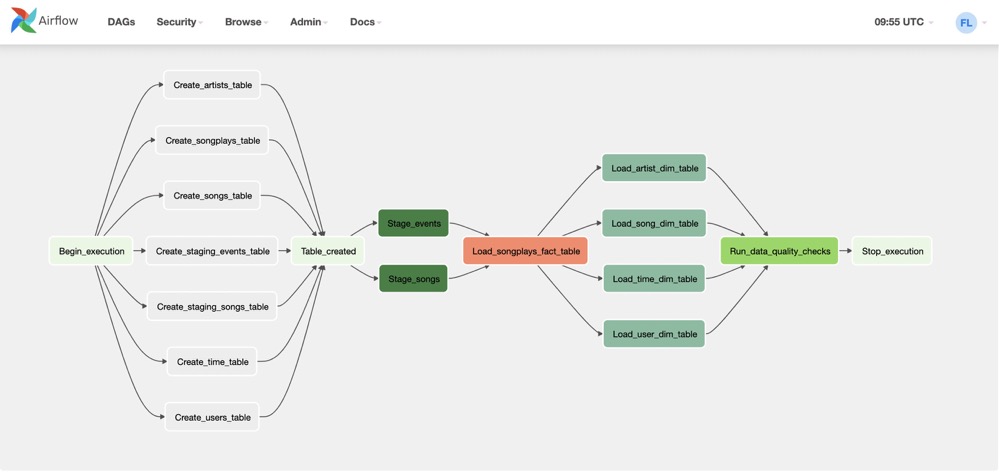 Airflow
DAGs
Security
Browse
Admin
Docs
09:55 UTC
FL
Create_artists_table
Create_songplays_table
Create_songs_table
Begin_execution
Create_staging_events_table
Table_created
Create_staging_songs_table
Create_time_table
Create_users_table
Stage_events
Stage_songs
Load_songplays_fact_table
Load_artist_dim_table
Load_song_dim_table
Load_time_dim_table
Load_user_dim_table
Run_data_quality_checks
Stop_execution